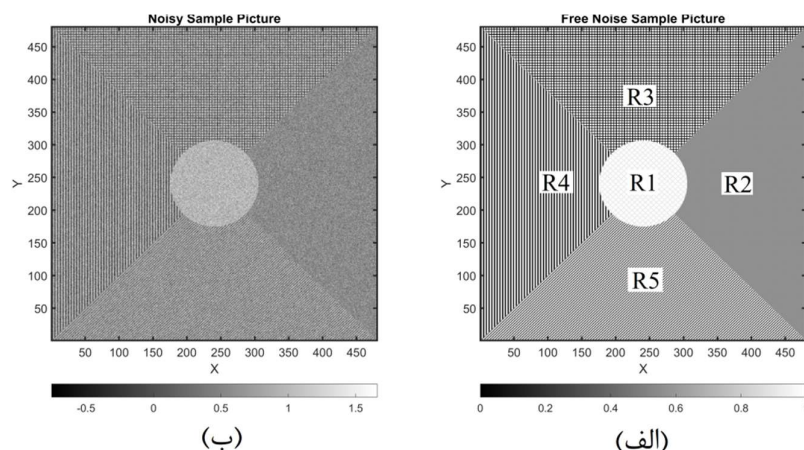 Noisy Sample Picture
450
400
350
300
250
200
150
100
50
Y
50 100 150 200 250 300 350 400 450
X
-0.5 0 0.5 1 1.5
(ب)
Free Noise Sample Picture
450
400
350
300
250
200
150
100
50
Y
R3
R4 R1 R2
R5
50 100 150 200 250 300 350 400 450
X
0 0.2 0.4 0.6 0.8
(الف)